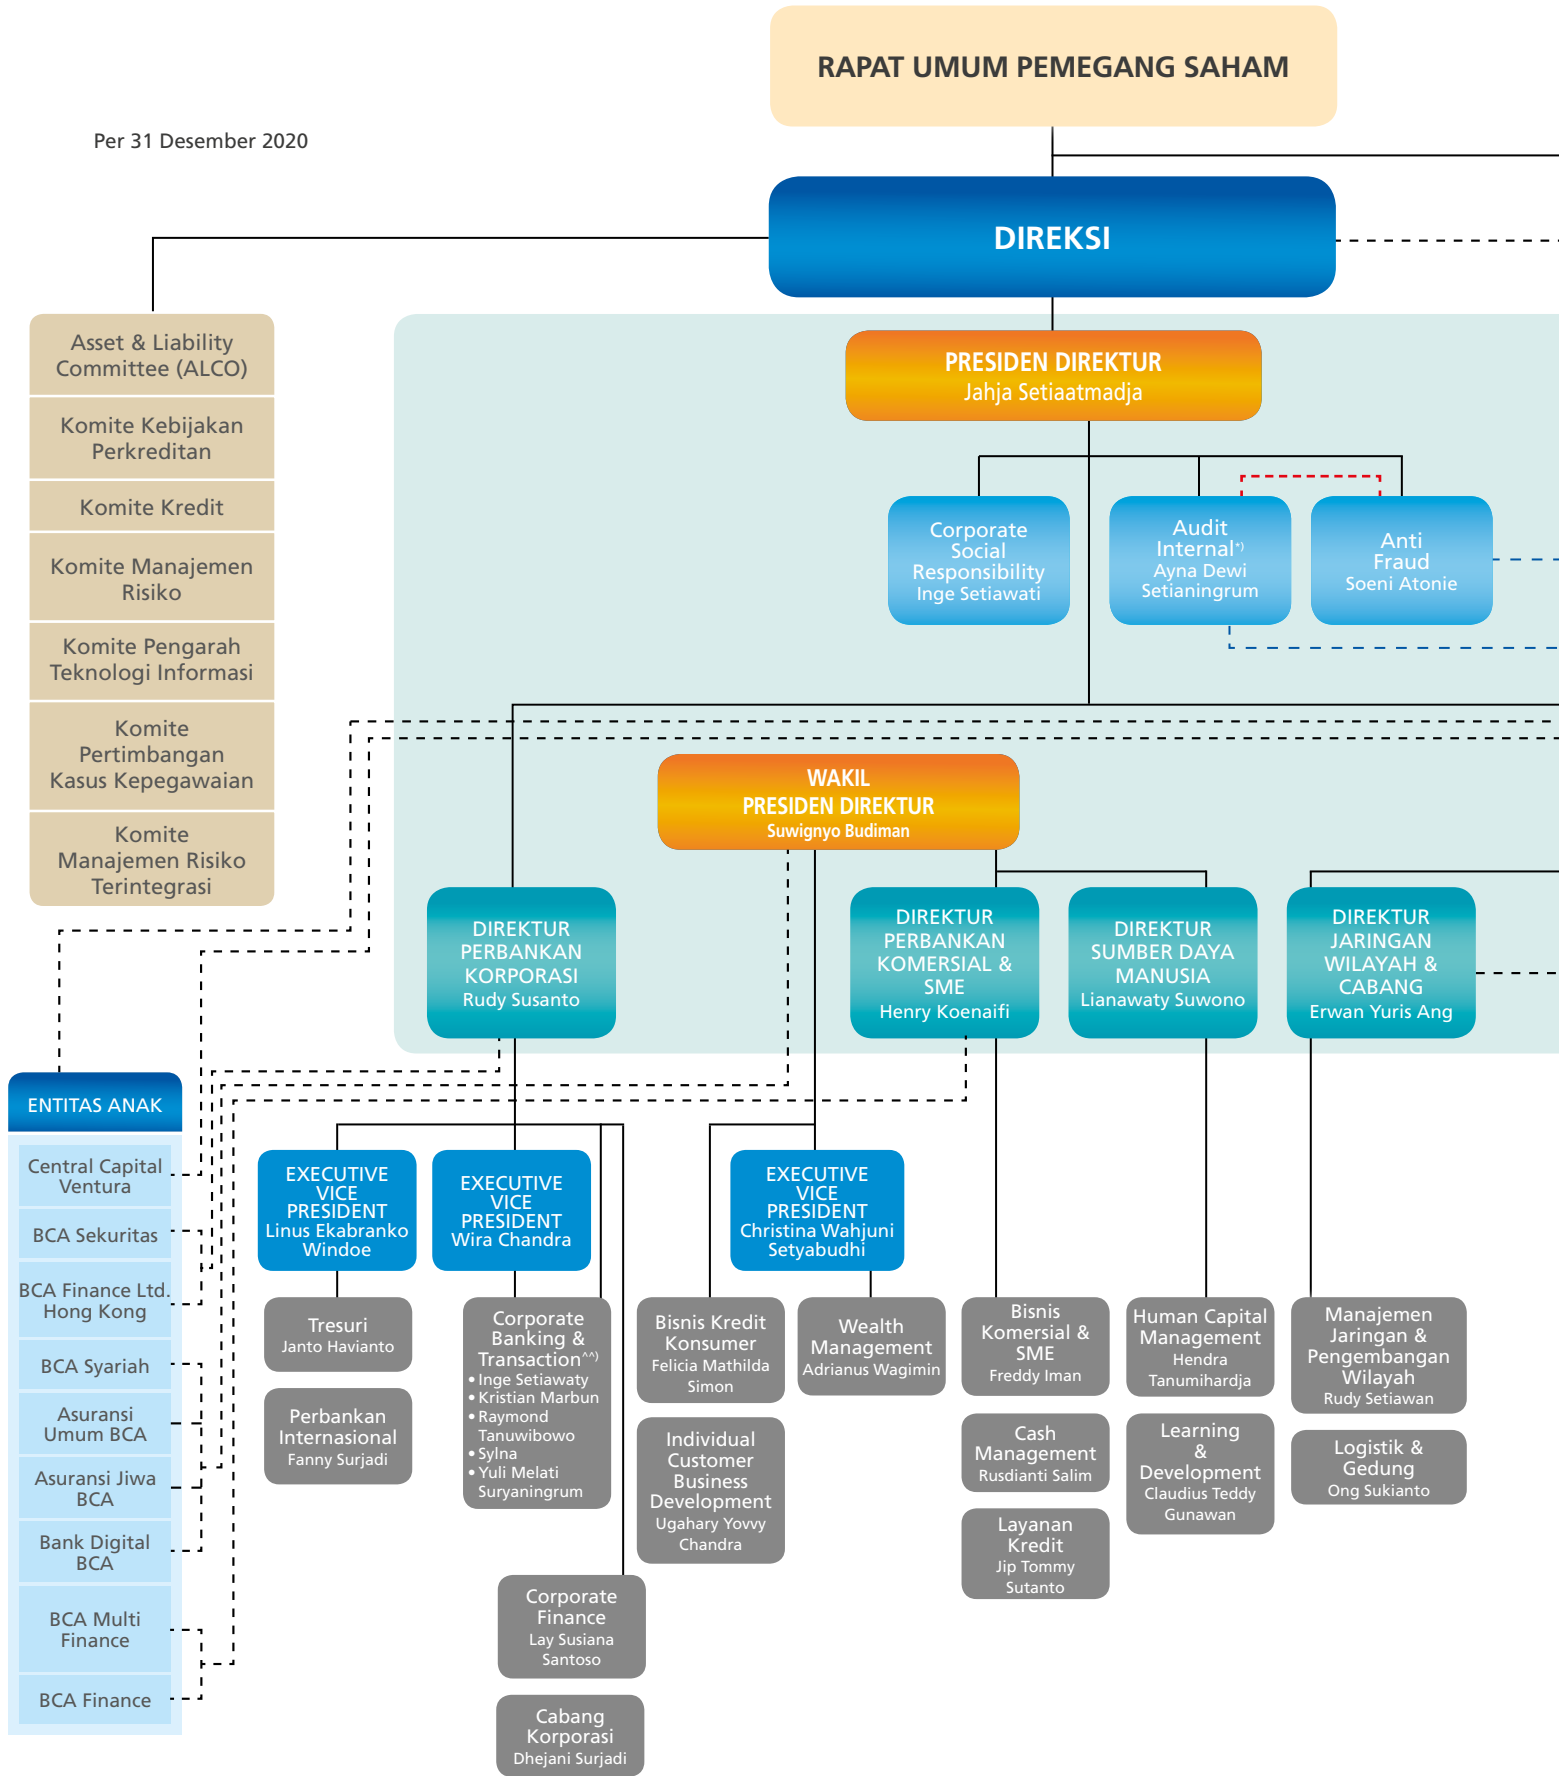 RAPAT UMUM PEMEGANG SAHAM
Per 31 Desember 2020
DIREKSI
Asset & Liability
Committee (ALCO)
Komite Kebijakan
Perkreditan
Komite Kredit
Komite Manajemen
Risiko
Komite Pengarah
Teknologi Informasi
Komite
Pertimbangan
Kasus Kepegawaian
Komite
Manajemen Risiko
Terintegrasi
PRESIDEN DIREKTUR
Jahja Setiaatmadja
Corporate
Social
Responsibility
Inge Setiawati
Audit
Internal*)
Ayna Dewi
Setianingrum
Anti
Fraud
Soeni Atonie
WAKIL
PRESIDEN DIREKTUR
Suwignyo Budiman
DIREKTUR
PERBANKAN
KORPORASI
Rudy Susanto
DIREKTUR
PERBANKAN
KOMERSIAL &
SME
Henry Koenaifi
DIREKTUR
SUMBER DAYA
MANUSIA
Lianawaty Suwono
DIREKTUR
JARINGAN
WILAYAH &
CABANG
Erwan Yuris Ang
ENTITAS ANAK
Central Capital
Ventura
BCA Sekuritas
BCA Finance Ltd.
Hong Kong
BCA Syariah
Asuransi
Umum BCA
Asuransi Jiwa
BCA
Bank Digital
BCA
BCA Multi
Finance
BCA Finance
EXECUTIVE
VICE
PRESIDENT
Linus Ekabranko
Windoe
EXECUTIVE
VICE
PRESIDENT
Wira Chandra
EXECUTIVE
VICE
PRESIDENT
Christina Wahjuni
Setyabudhi
Tresuri
Janto Havianto
Perbankan
Internasional
Fanny Surjadi
Corporate
Banking &
Transaction^^)
• Inge Setiawaty
• Kristian Marbun
• Raymond
Tanuwibowo
• Sylna
• Yuli Melati
Suryaningrum
Corporate
Finance
Lay Susiana
Santoso
Cabang
Korporasi
Dhejani Surjadi
Bisnis Kredit
Konsumer
Felicia Mathilda
Simon
Individual
Customer
Business
Development
Ugahary Yovvy
Chandra
Wealth
Management
Adrianus Wagimin
Bisnis
Komersial &
SME
Freddy Iman
Cash
Management
Rusdianti Salim
Layanan
Kredit
Jip Tommy
Sutanto
Human Capital
Management
Hendra
Tanumihardja
Learning
&
Development
Claudius Teddy
Gunawan
Manajemen
Jaringan &
Pengembangan
Wilayah
Rudy Setiawan
Logistik &
Gedung
Ong Sukianto